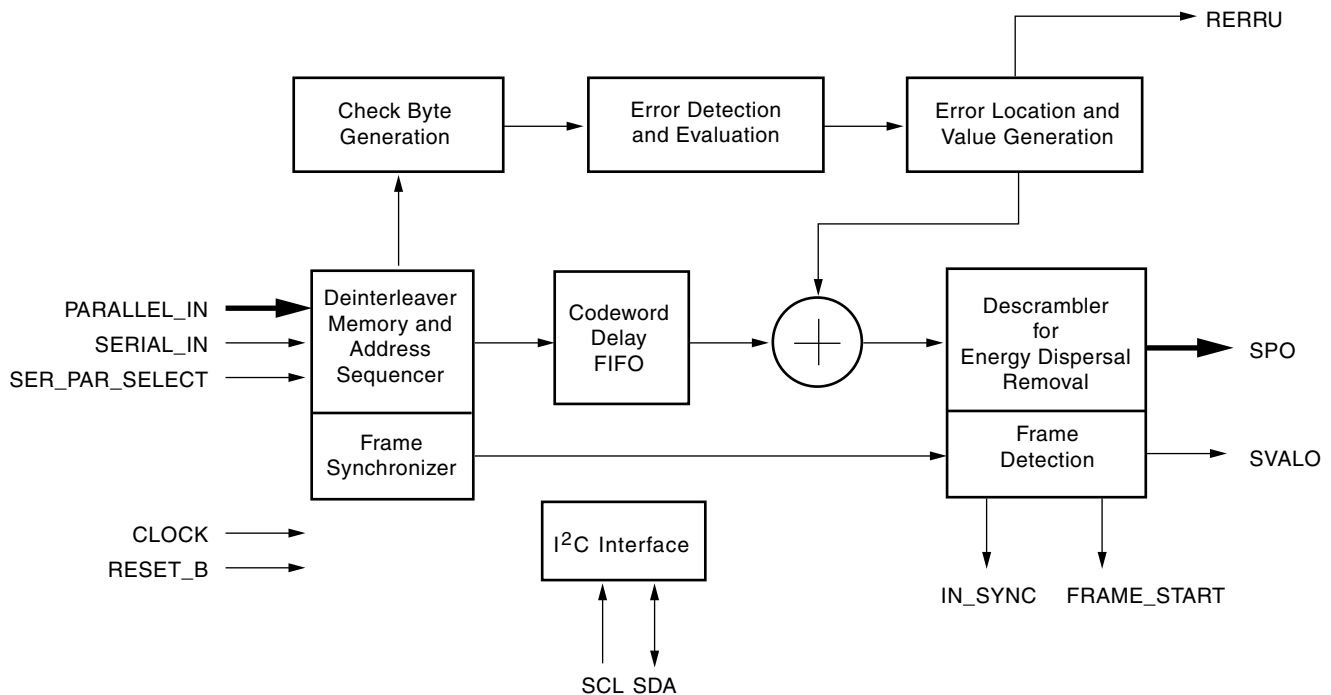 RERRU
Check Byte
Generation
Error Detection
and Evaluation
Error Location and
Value Generation
PARALLEL_IN
SERIAL_IN
SER_PAR_SELECT
Deinterleaver
Memory and
Address
Sequencer
Codeword
Delay
FIFO
Descrambler
for
Energy Dispersal
Removal
SPO
Frame
Synchronizer
Frame
Detection
SVALO
CLOCK
RESET_B
I²C Interface
IN_SYNC
FRAME_START
SCL
SDA